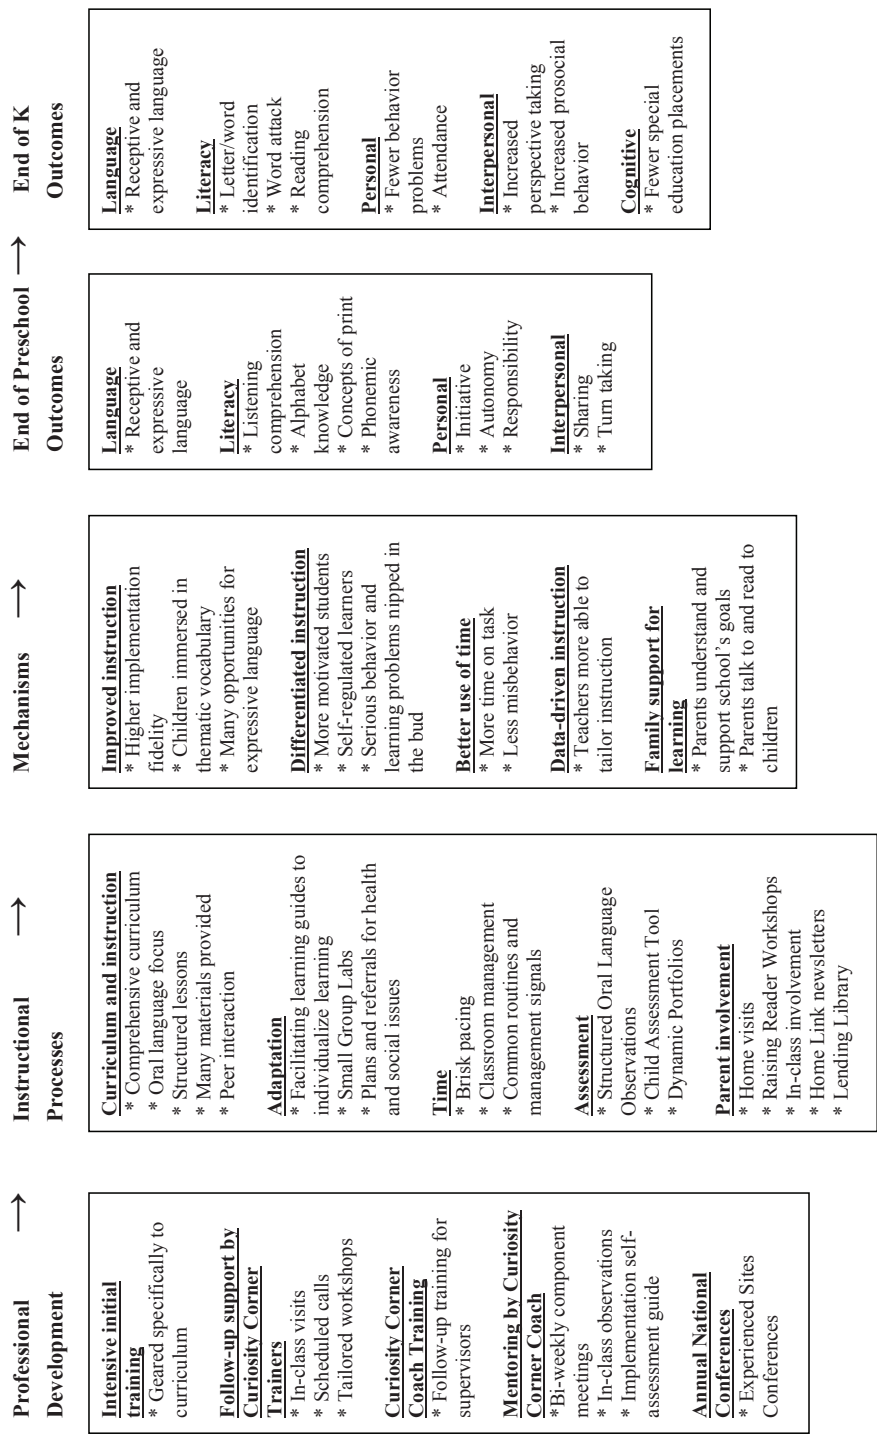 Professional →
Development
Intensive initial
training
* Geared specifically to
curriculum
Follow-up support by
Curiosity Corner
Trainers
* In-class visits
* Scheduled calls
* Tailored workshops
Curiosity Corner
Coach Training
* Follow-up training for
supervisors
Mentoring by Curiosity
Corner Coach
*Bi-weekly component
meetings
* In-class observations
* Implementation self-
assessment guide
Annual National
Conferences
* Experienced Sites
Conferences
Instructional →
Processes
Curriculum and instruction
* Comprehensive curriculum
* Oral language focus
* Structured lessons
* Many materials provided
* Peer interaction
Adaptation
* Facilitating learning guides to
individualize learning
* Small Group Labs
* Plans and referrals for health
and social issues
Time
* Brisk pacing
* Classroom management
* Common routines and
management signals
Assessment
* Structured Oral Language
Observations
* Child Assessment Tool
* Dynamic Portfolios
Parent involvement
* Home visits
* Raising Reader Workshops
* In-class involvement
* Home Link newsletters
* Lending Library
Mechanisms →
Improved instruction
* Higher implementation
fidelity
* Children immersed in
thematic vocabulary
* Many opportunities for
expressive language
Differentiated instruction
* More motivated students
* Self-regulated learners
* Serious behavior and
learning problems nipped in
the bud
Better use of time
* More time on task
* Less misbehavior
Data-driven instruction
* Teachers more able to
tailor instruction
Family support for
learning
* Parents understand and
support school's goals
* Parents talk to and read to
children
End of Preschool →
Outcomes
Language
* Receptive and
expressive
language
Literacy
* Listening
comprehension
* Alphabet
knowledge
* Concepts of print
* Phonemic
awareness
Personal
* Initiative
* Autonomy
* Responsibility
Interpersonal
* Sharing
* Turn taking
End of K
Outcomes
Language
* Receptive and
expressive language
Literacy
* Letter/word
identification
* Word attack
* Reading
comprehension
Personal
* Fewer behavior
problems
* Attendance
Interpersonal
* Increased
perspective taking
* Increased prosocial
behavior
Cognitive
* Fewer special
education placements